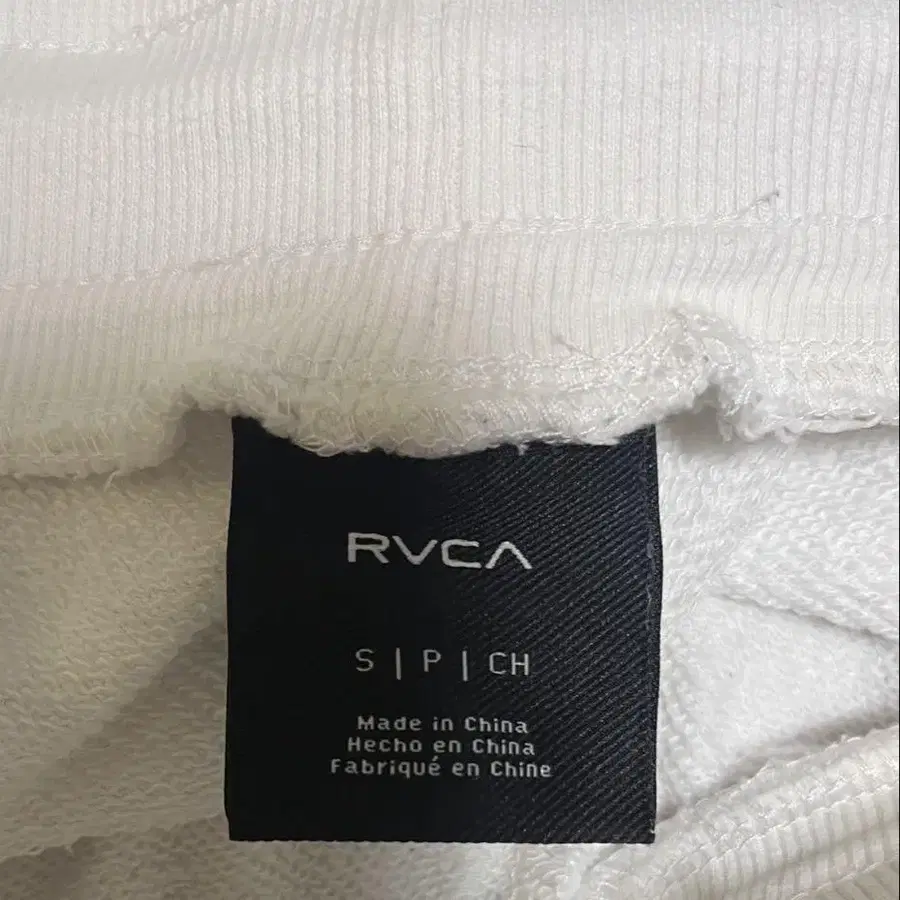 RVCA
S | P | CH
Made in China
Hecho en China
Fabriqué en Chine